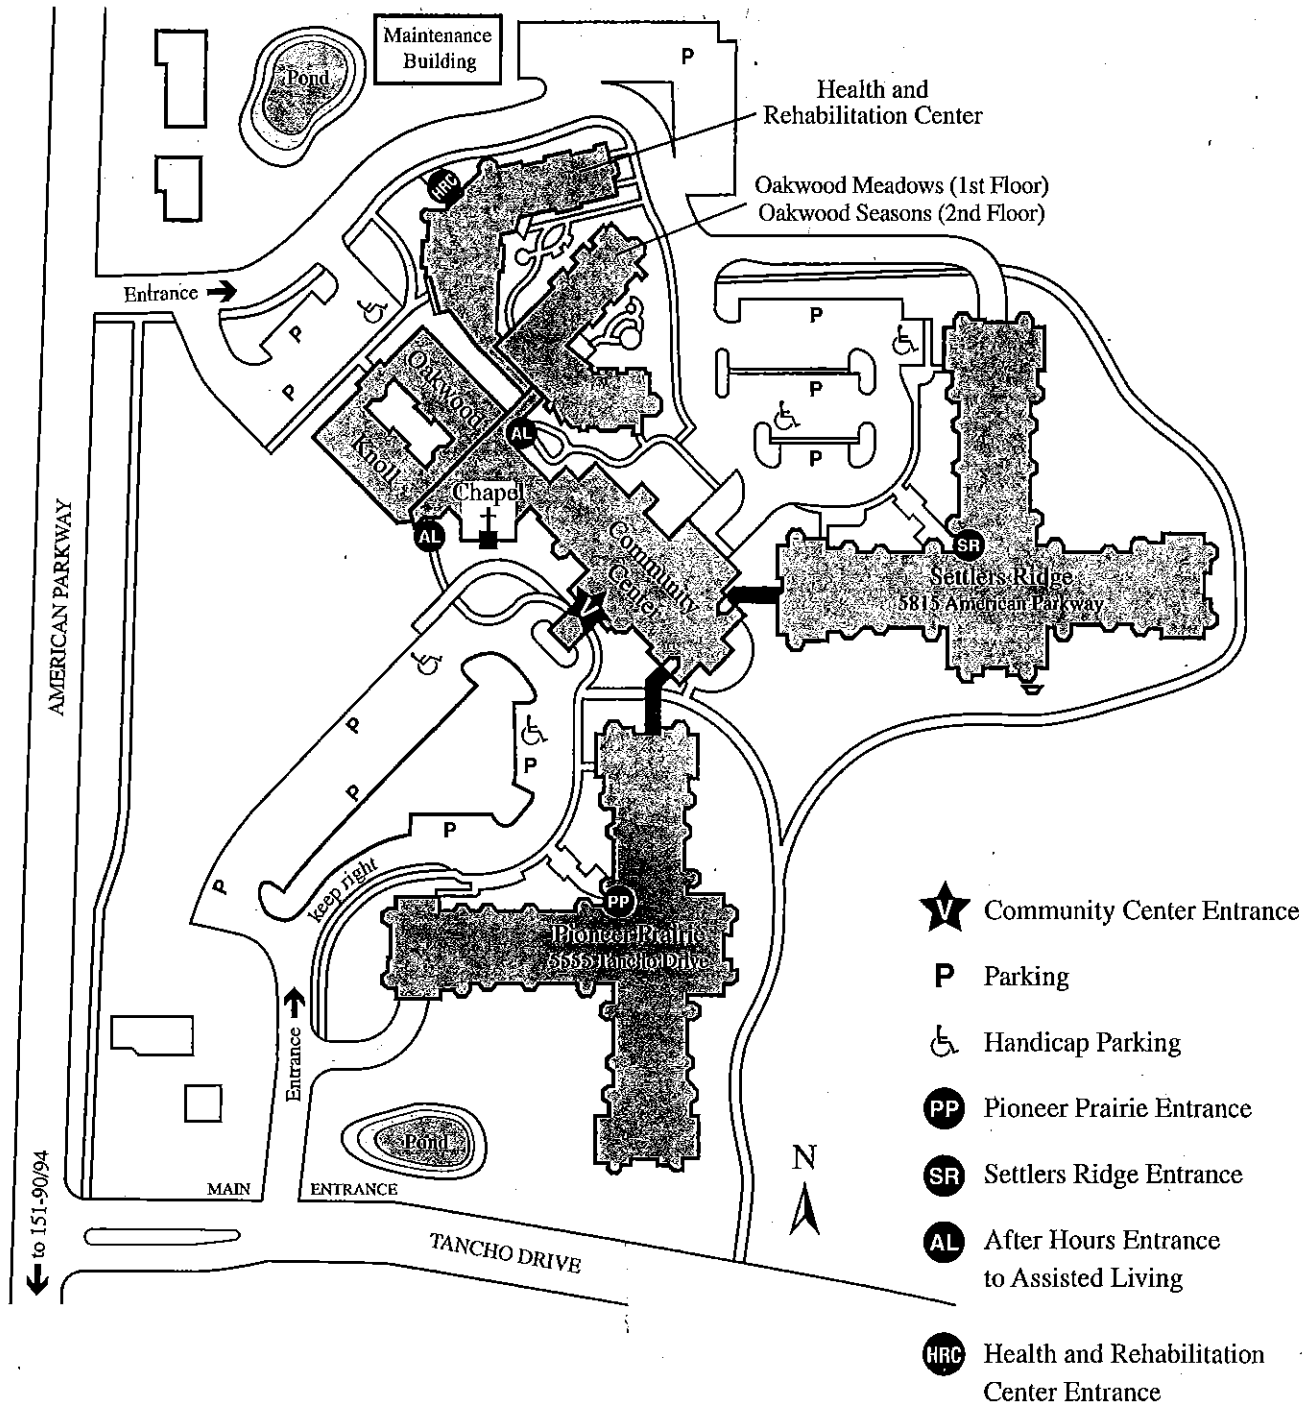 Maintenance
Building
Pond
P
Health and
Rehabilitation Center
HRC
Oakwood Meadows (1st Floor)
Oakwood Seasons (2nd Floor)
Entrance
P
P
P
P
P
Oakwood
Knoll
AL
Chapel
AL
Community
Center
V
SR
Settlers Ridge
5815 American Parkway
AMERICAN PARKWAY
P
P
P
P
P
keep right
PP
Pioneer Prairie
5585 Tancho Drive
Entrance
Pond
MAIN ENTRANCE
TANCHO DRIVE
to 151-90/94
N
V Community Center Entrance
P Parking
Handicap Parking
PP Pioneer Prairie Entrance
SR Settlers Ridge Entrance
AL After Hours Entrance
to Assisted Living
HRC Health and Rehabilitation
Center Entrance